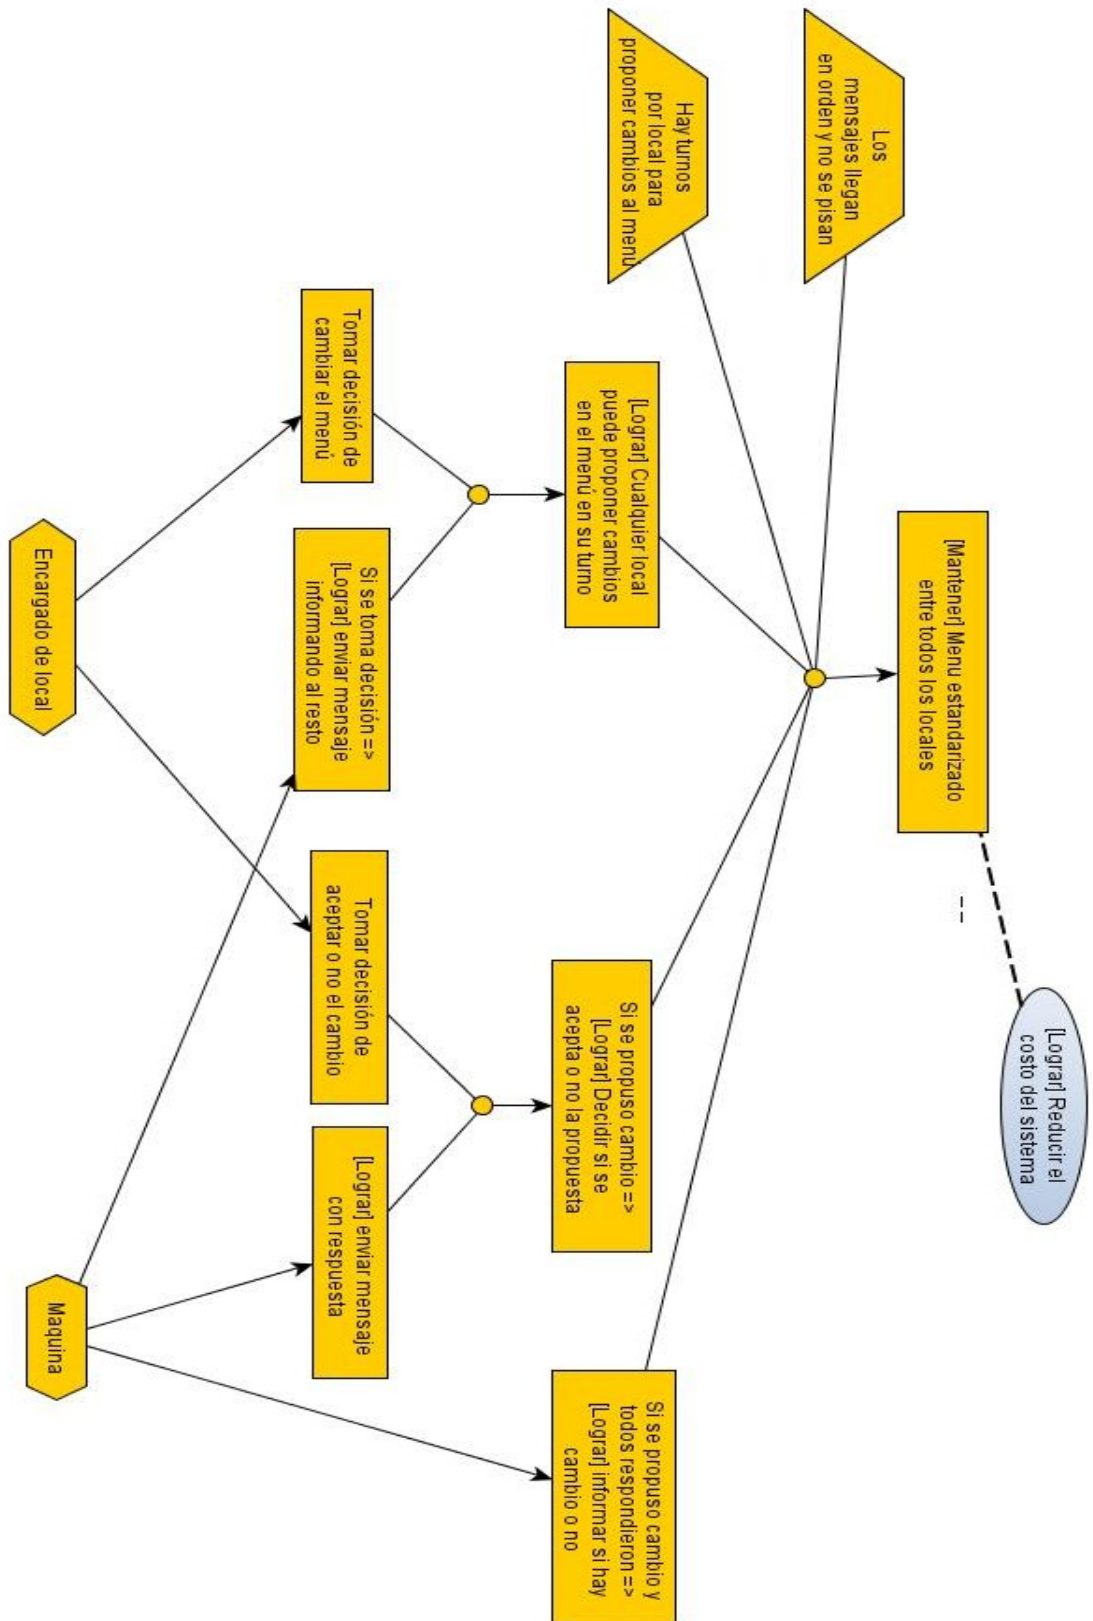 [Lograr] Reducir el
costo del sistema
[Mantener] Menu estandarizado
entre todos los locales
--
Los
mensajes llegan
en orden y no se pisan
Hay turnos
por local para
proponer cambios al menú
[Lograr] Cualquier local
puede proponer cambios
en el menú en su turno
Si se propuso cambio =>
[Lograr] Decidir si se
acepta o no la propuesta
Si se propuso cambio y
todos respondieron =>
[Lograr] informar si hay
cambio o no
Tomar decisión de
cambiar el menú
Si se toma decisión =>
[Lograr] enviar mensaje
informando al resto
Tomar decisión de
aceptar o no el cambio
[Lograr] enviar mensaje
con respuesta
Encargado de local
Maquina